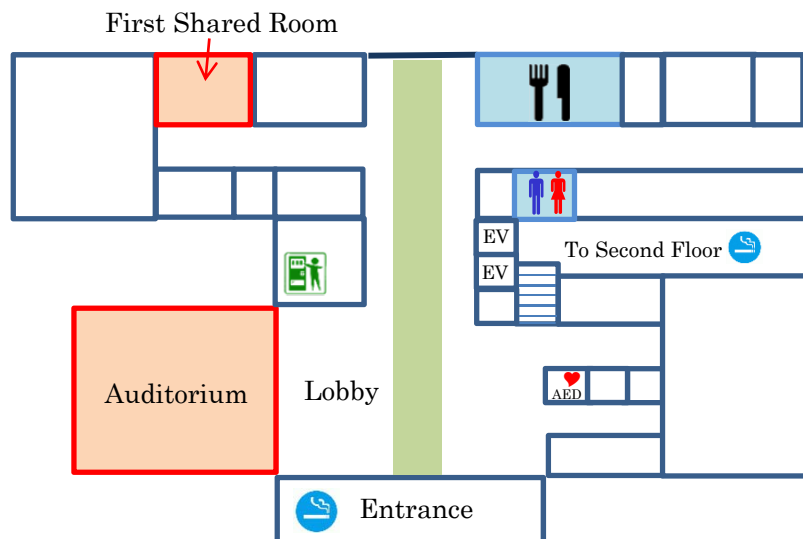 First Shared Room
EV
To Second Floor
EV
Auditorium
Lobby
AED
Entrance